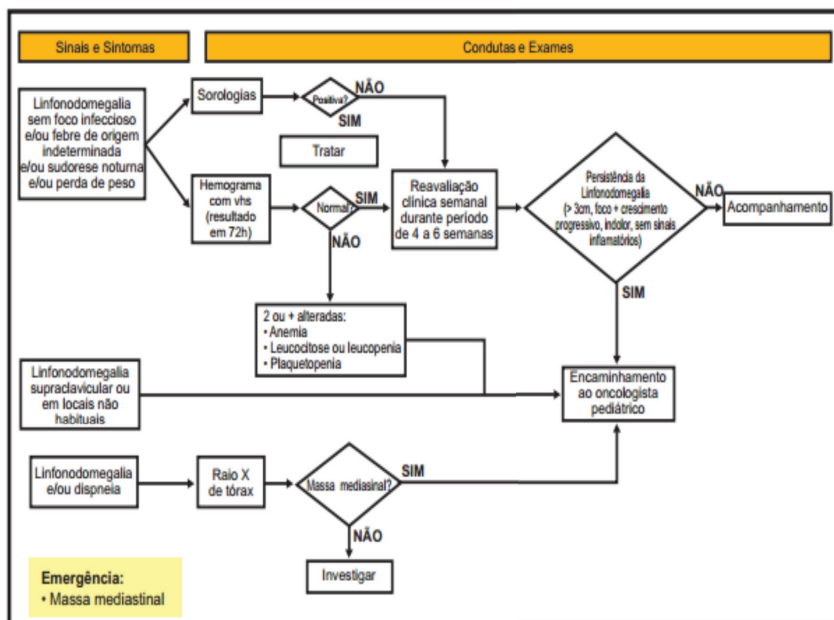 Sinais e Sintomas
Condutas e Exames
Linfonodomegalia
sem foco infeccioso
e/ou febre de origem
indeterminada
e/ou sudorese noturna
e/ou perda de peso
Sorologias
Positiva?
NÃO
SIM
Tratar
Hemograma
com vhs
(resultado
em 72h)
Normal?
SIM
NÃO
Reavaliação
clínica semanal
durante período
de 4 a 6 semanas
Persistência da
Linfonodomegalia
(> 3cm, foco + crescimento
progressivo, indolor, sem sinais
inflamatórios)
NÃO
Acompanhamento
SIM
2 ou + alteradas:
• Anemia
• Leucocitose ou leucopenia
• Plaquetopenia
Linfonodomegalia
supraclavicular ou
em locais não
habituais
Encaminhamento
ao oncologista
pediátrico
Linfonodomegalia
e/ou dispneia
Raio X
de tórax
Massa mediasinal?
SIM
NÃO
Investigar
Emergência:
• Massa mediastinal